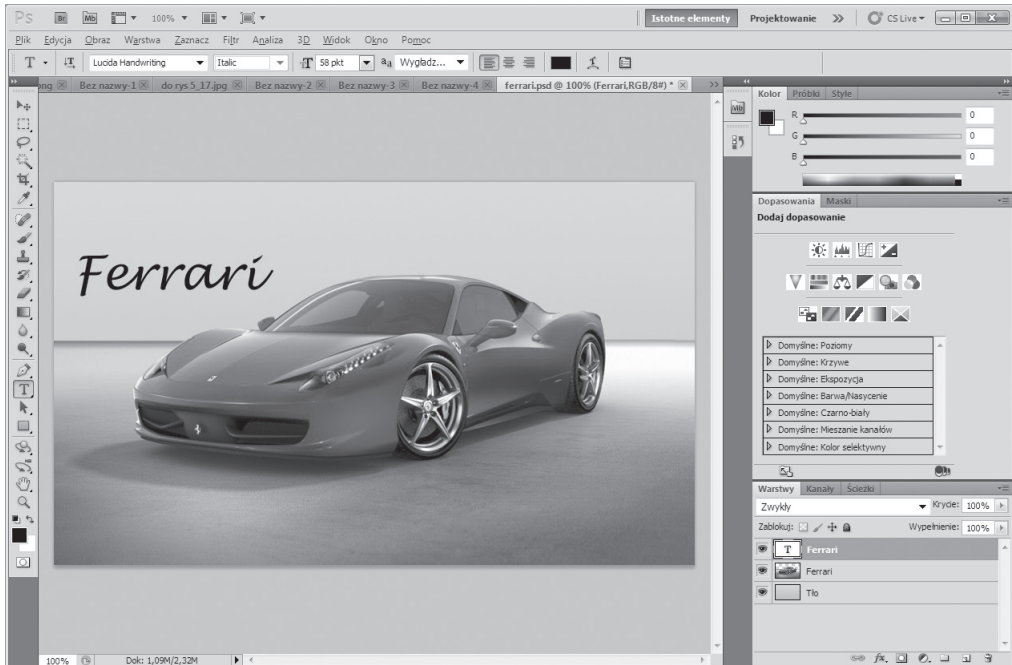 Ps Br Mb 100% Istotne elementy Projektowanie >> CS Live
Plik Edycja Obraz Warstwa Zaznacz Filtr Analiza 3D Widok Okno Pomoc
T Lucida Handwriting Italic T 58 pkt aa Wygładz...
ong Bez nazwy-1 do rys 5_17.jpg Bez nazwy-2 Bez nazwy-3 Bez nazwy-4 ferrari.psd @ 100% (Ferrari,RGB/8#) *
Ferrari
100% Dok: 1,09M/2,32M
Mb
Kolor Próbki Style
R 0
G 0
B 0
Dopasowania Maski
Dodaj dopasowanie
Domyślne: Poziomy
Domyślne: Krzywe
Domyślne: Ekspozycja
Domyślne: Barwa/Nasycenie
Domyślne: Czarno-biały
Domyślne: Mieszanie kanałów
Domyślne: Kolor selektywny
Warstwy Kanały Ścieżki
Zwykły Krycie: 100%
Zablokuj: Wypełnienie: 100%
T Ferrari
Ferrari
Tło
fx.